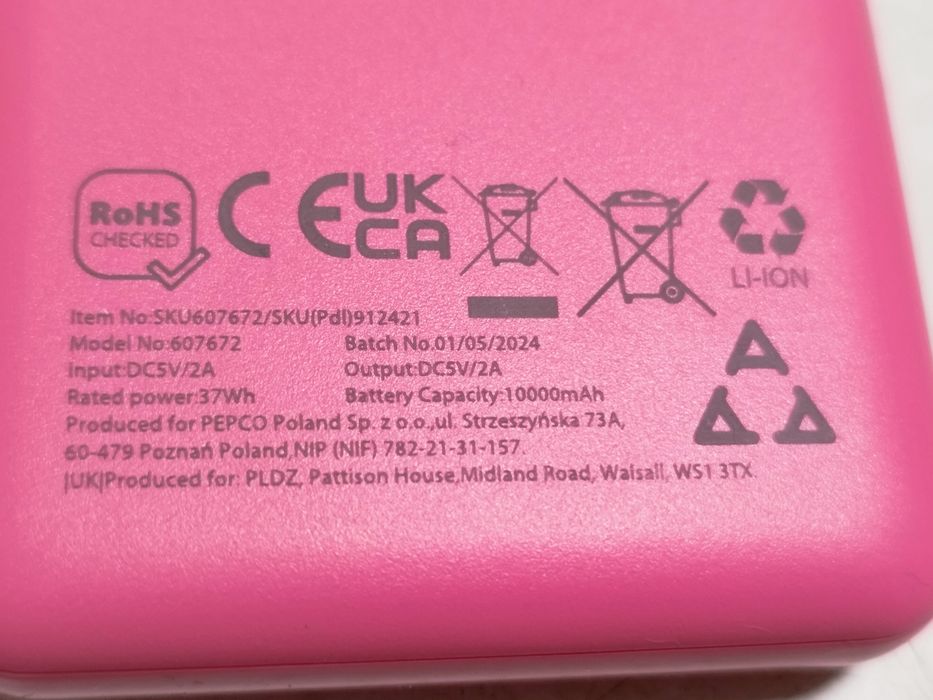 RoHS
CHECKED
CE
UK
CA
LI-ION
Item No:SKU607672/SKU(Pdl)912421
Model No:607672 Batch No.01/05/2024
Input:DC5V/2A Output:DC5V/2A
Rated power:37Wh Battery Capacity:10000mAh
Produced for PEPCO Poland Sp. z o.o.,ul. Strzeszyńska 73A,
60-479 Poznań Poland,NIP (NIF) 782-21-31-157.
|UK|Produced for: PLDZ, Pattison House,Midland Road, Walsall, WS1 3TX